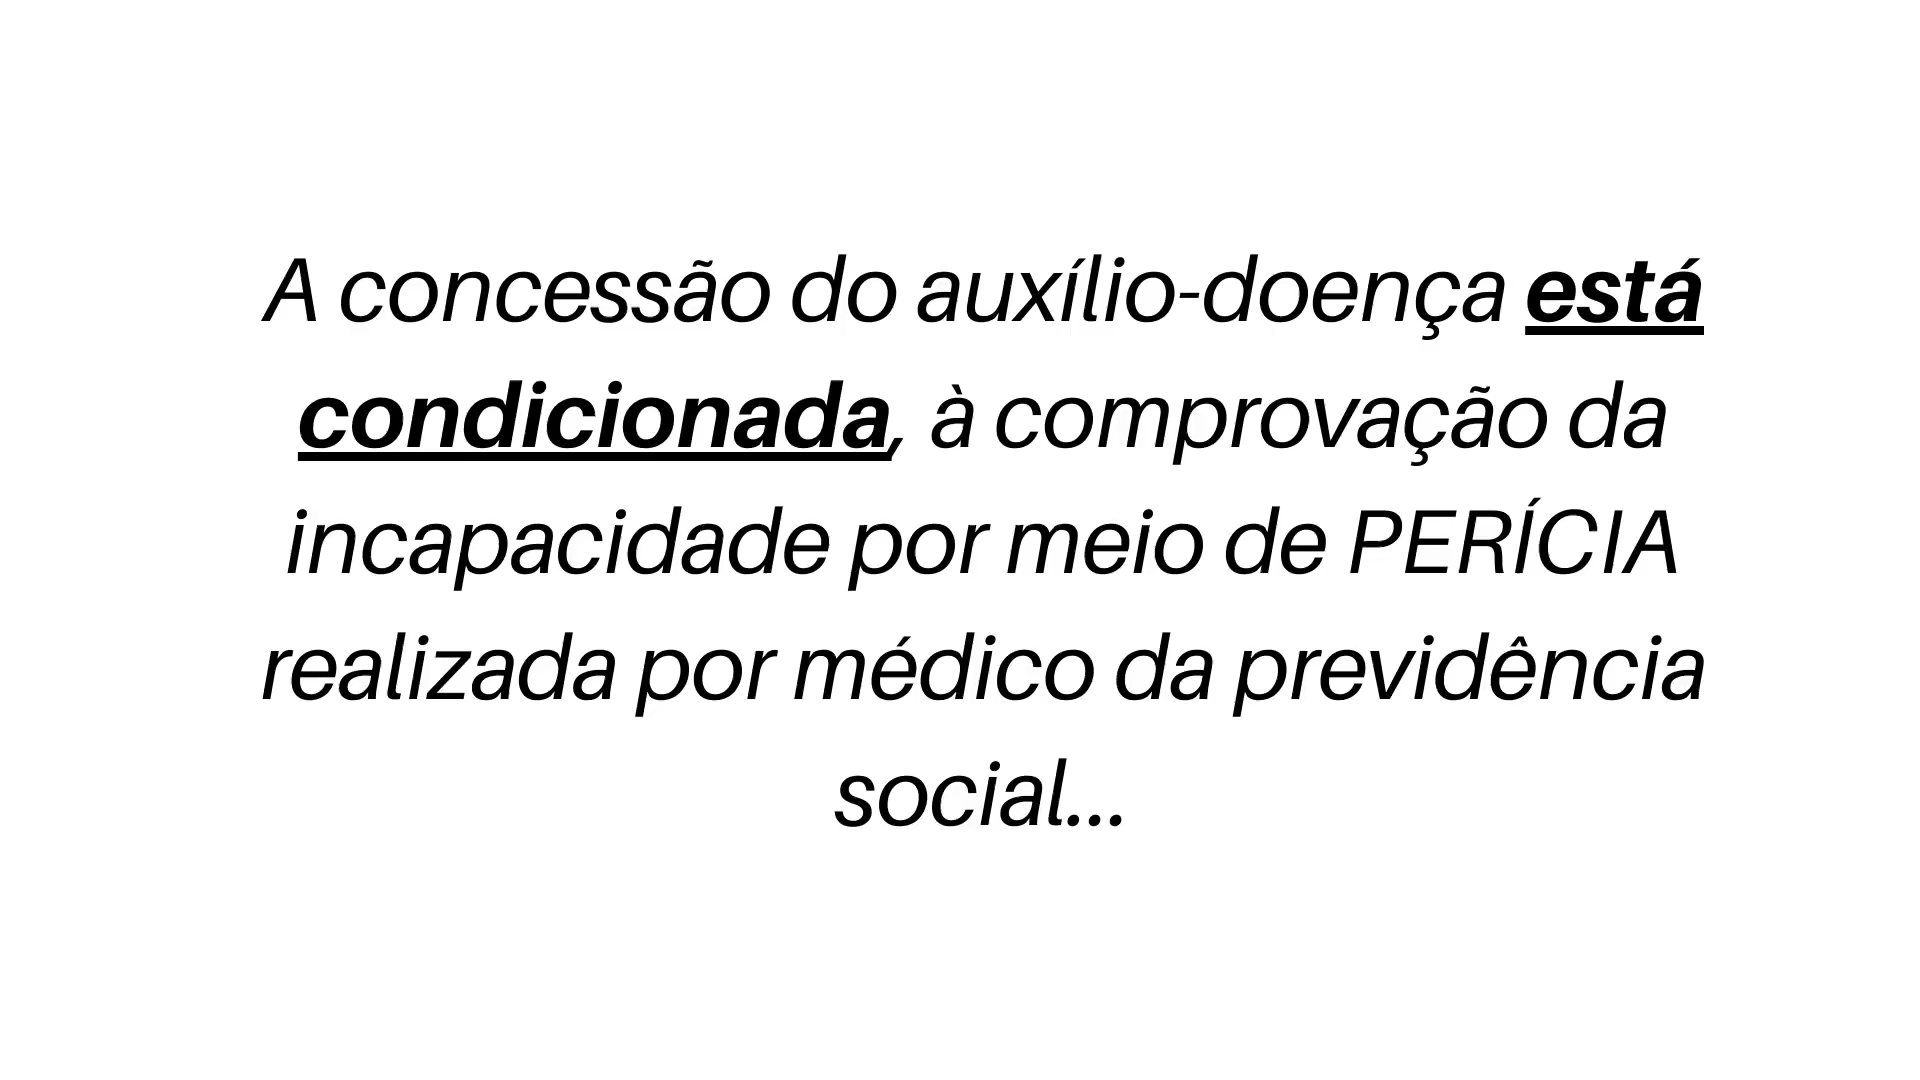 A concessão do auxílio-doença está
condicionada, à comprovação da
incapacidade por meio de PERÍCIA
realizada por médico da previdência
social...